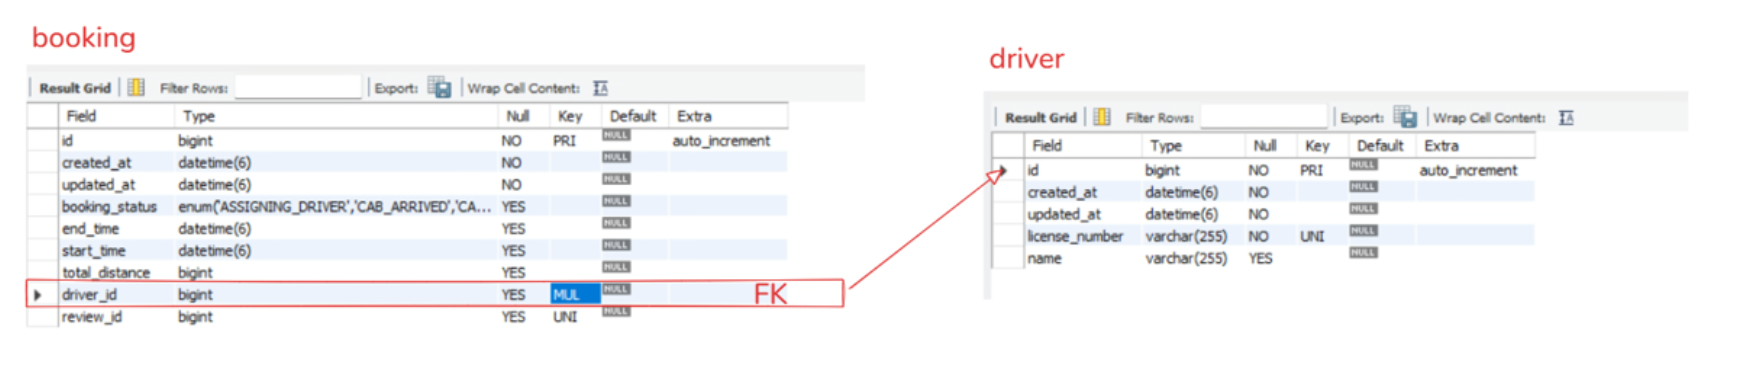 booking
Result Grid Filter Rows: Export: Wrap Cell Content:
Field Type Null Key Default Extra
id bigint NO PRI NULL auto_increment
created_at datetime(6) NO NULL
updated_at datetime(6) NO NULL
booking_status enum('ASSIGNING_DRIVER','CAB_ARRIVED','CA... YES NULL
end_time datetime(6) YES NULL
start_time datetime(6) YES NULL
total_distance bigint YES NULL
driver_id bigint YES MUL NULL FK
review_id bigint YES UNI NULL
driver
Result Grid Filter Rows: Export: Wrap Cell Content:
Field Type Null Key Default Extra
id bigint NO PRI NULL auto_increment
created_at datetime(6) NO NULL
updated_at datetime(6) NO NULL
license_number varchar(255) NO UNI NULL
name varchar(255) YES NULL